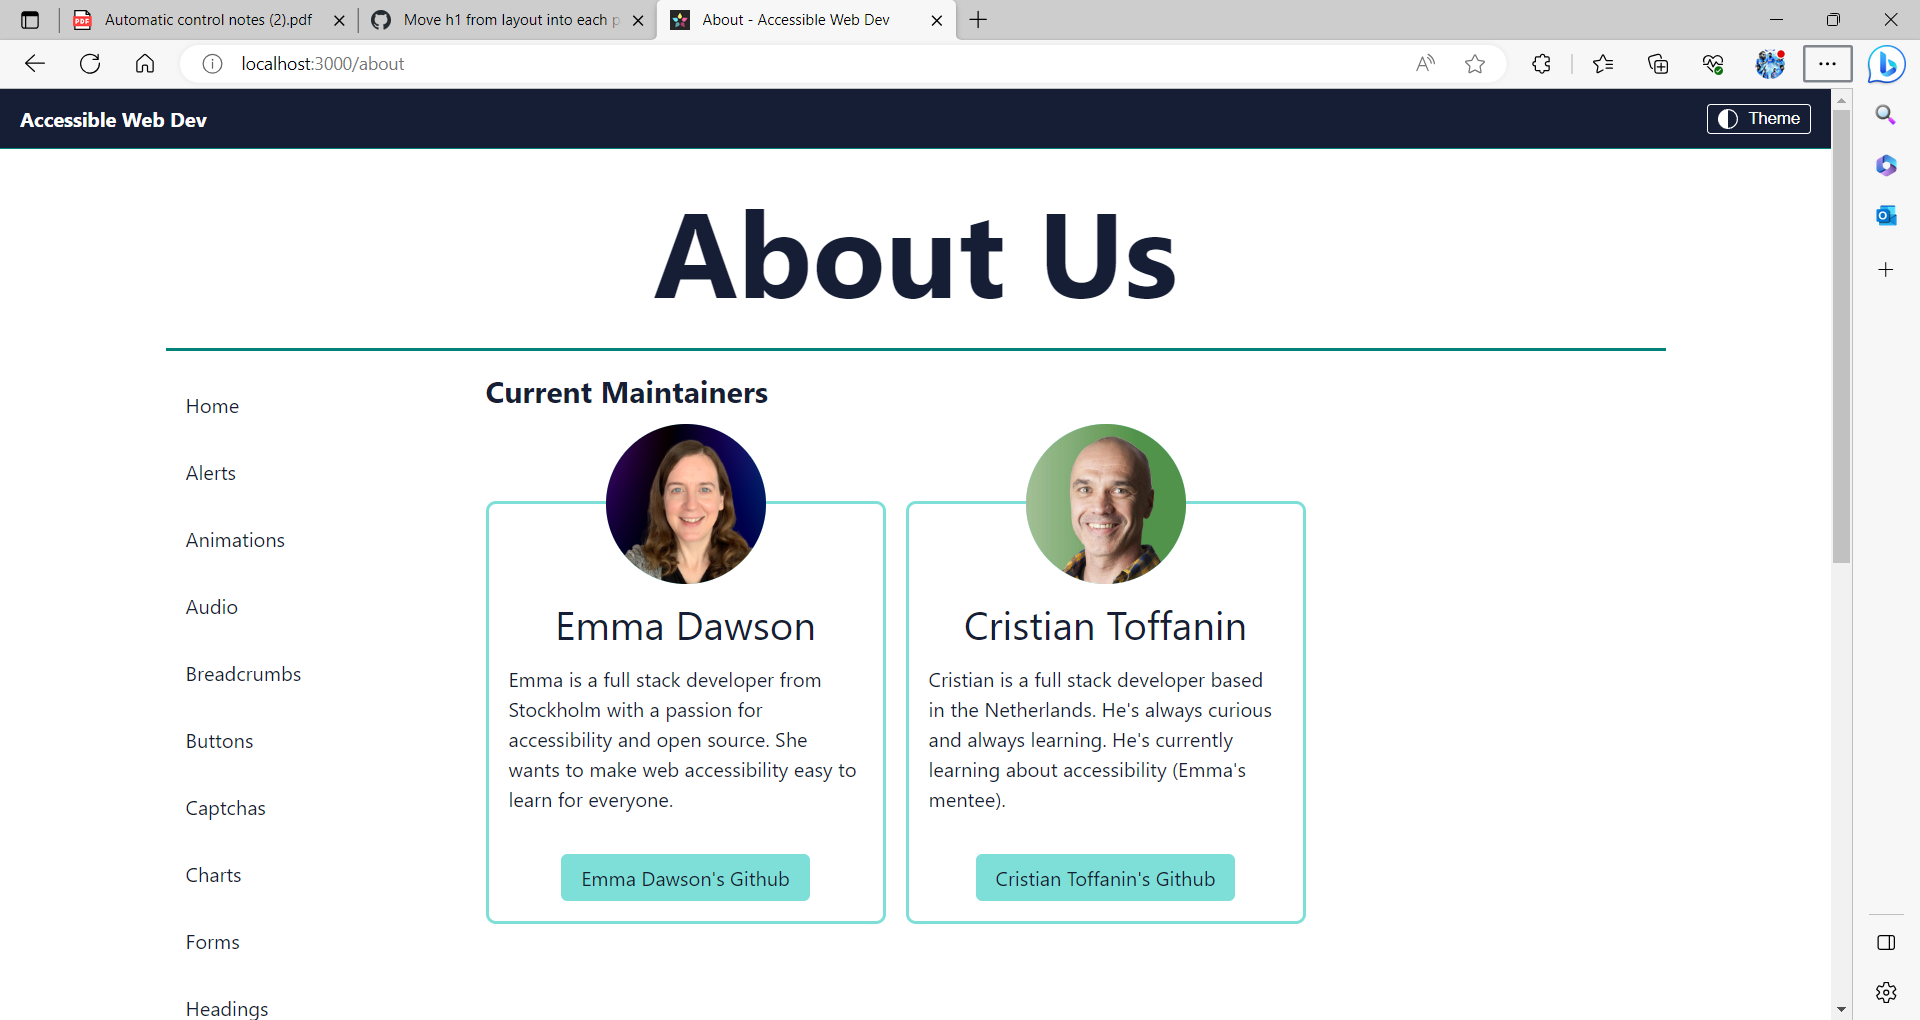 Automatic control notes (2).pdf
Move h1 from layout into each p
About - Accessible Web Dev
localhost:3000/about
Accessible Web Dev
Theme
About Us
Home
Alerts
Animations
Audio
Breadcrumbs
Buttons
Captchas
Charts
Forms
Headings
Current Maintainers
Emma Dawson
Emma is a full stack developer from
Stockholm with a passion for
accessibility and open source. She
wants to make web accessibility easy to
learn for everyone.
Emma Dawson's Github
Cristian Toffanin
Cristian is a full stack developer based
in the Netherlands. He's always curious
and always learning. He's currently
learning about accessibility (Emma's
mentee).
Cristian Toffanin's Github